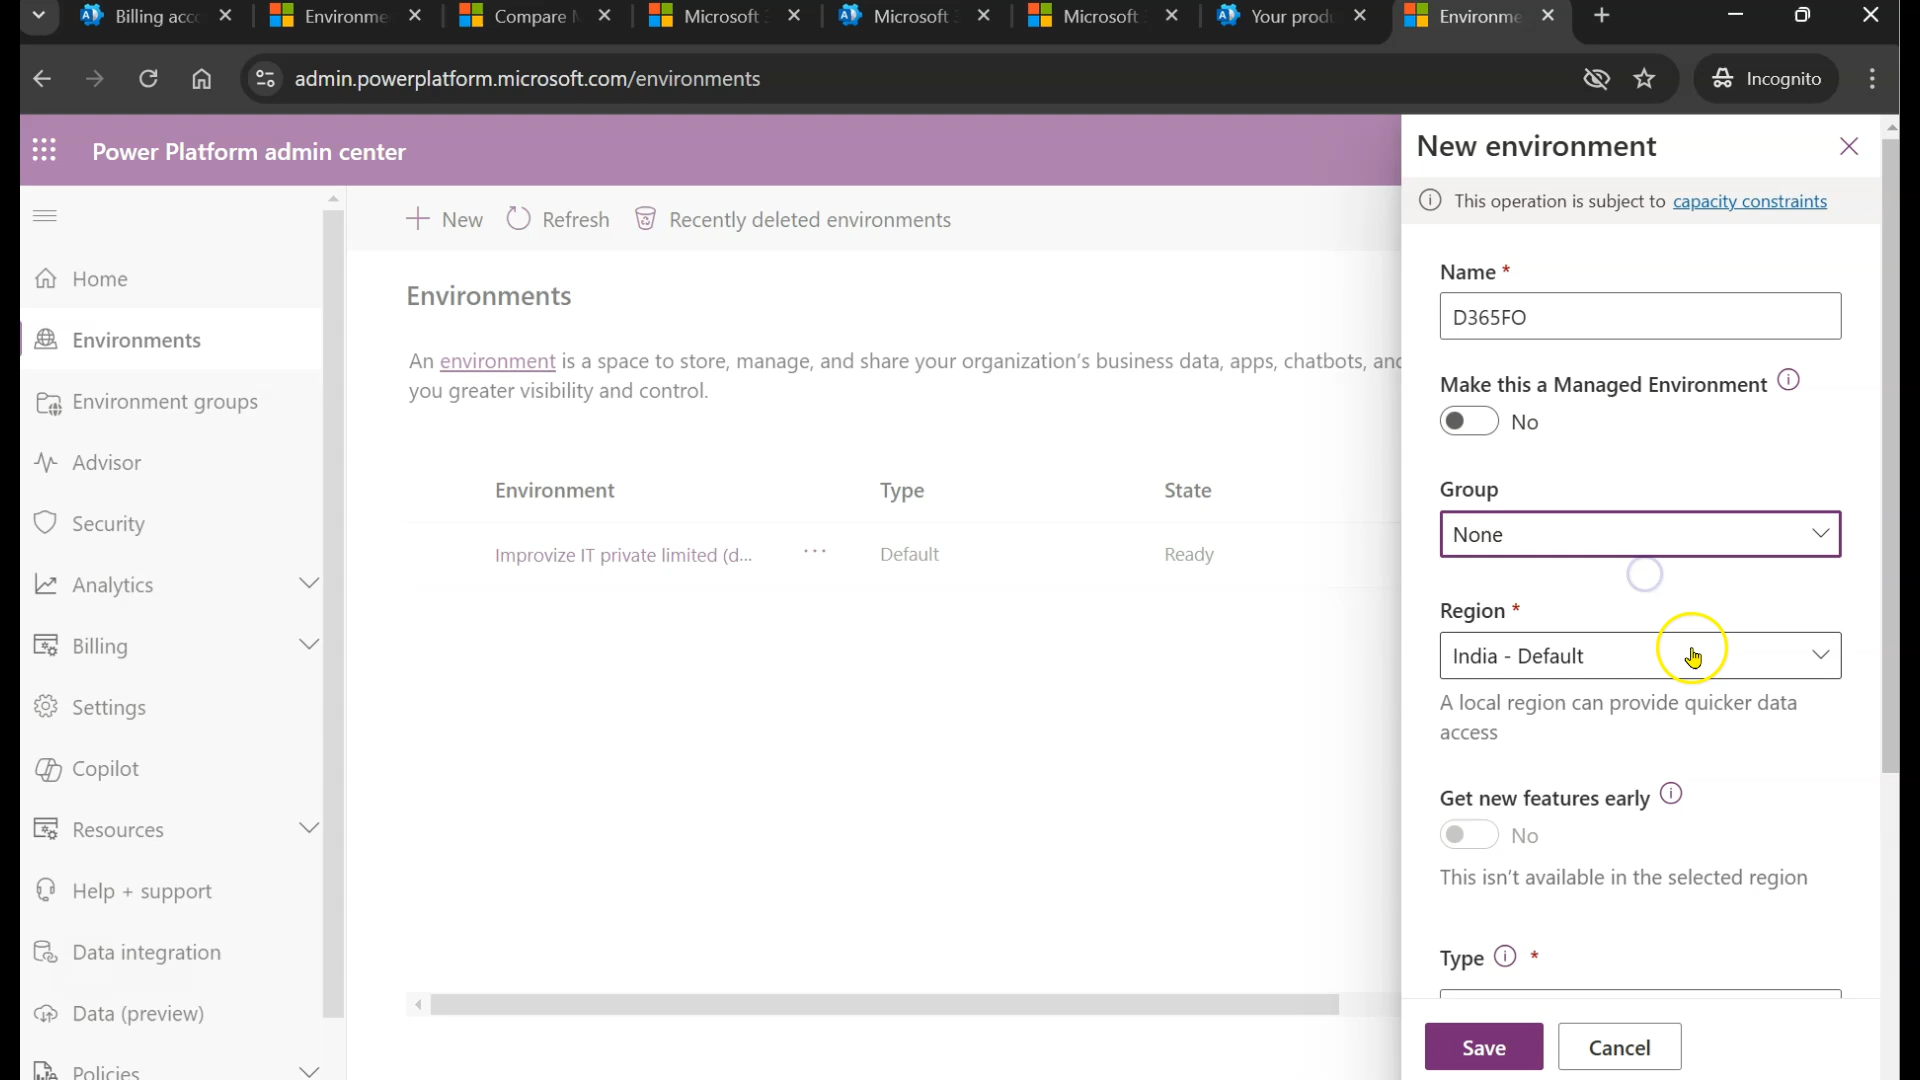 Billing acc
Environme
Compare
Microsoft
Microsoft
Microsoft
Your prod
Environme
admin.powerplatform.microsoft.com/environments
Incognito
Power Platform admin center
Home
Environments
Environment groups
Advisor
Security
Analytics
Billing
Settings
Copilot
Resources
Help + support
Data integration
Data (preview)
Policies
New
Refresh
Recently deleted environments
Environments
An environment is a space to store, manage, and share your organization's business data, apps, chatbots, and
you greater visibility and control.
Environment Type State
Improvize IT private limited (d... ... Default Ready
New environment
This operation is subject to capacity constraints
Name *
D365FO
Make this a Managed Environment
No
Group
None
Region *
India - Default
A local region can provide quicker data
access
Get new features early
No
This isn't available in the selected region
Type *
Save Cancel